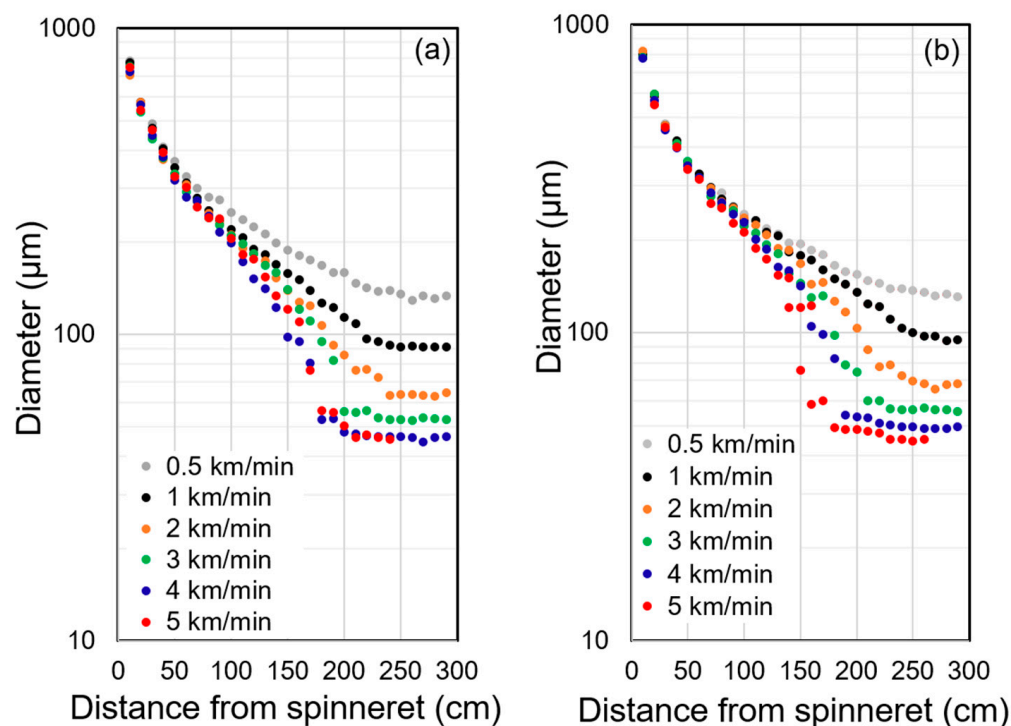 (a)
1000
100
10
Diameter (μm)
0.5 km/min
1 km/min
2 km/min
3 km/min
4 km/min
5 km/min
0 50 100 150 200 250 300
Distance from spinneret (cm)
(b)
1000
100
10
Diameter (μm)
0.5 km/min
1 km/min
2 km/min
3 km/min
4 km/min
5 km/min
0 50 100 150 200 250 300
Distance from spinneret (cm)